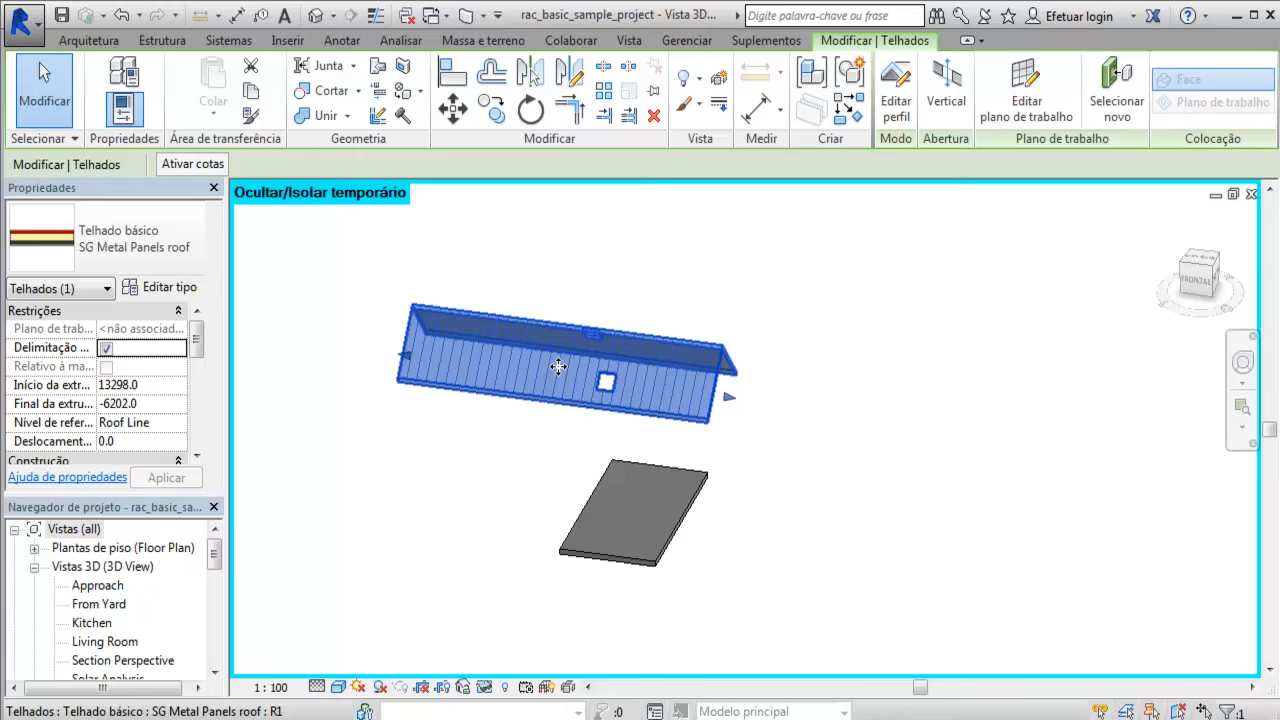 rac_basic_sample_project - Vista 3D...
Digite palavra-chave ou frase
Efetuar login
Arquitetura Estrutura Sistemas Inserir Anotar Analisar Massa e terreno Colaborar Vista Gerenciar Suplementos Modificar | Telhados
Modificar
Colar
Junta
Cortar
Unir
Editar perfil
Vertical
Editar plano de trabalho
Selecionar novo
Face
Plano de trabalho
Selecionar Propriedades Área de transferência Geometria Modificar Vista Medir Criar Modo Abertura Plano de trabalho Colocação
Modificar | Telhados Ativar cotas
Propriedades
Telhado básico
SG Metal Panels roof
Telhados (1) Editar tipo
Restrições
Plano de trab... <não associad...
Delimitação ...
Relativo à ma...
Início da extr... 13298.0
Final da extru... -6202.0
Nível de refer... Roof Line
Deslocament... 0.0
Construção
Ajuda de propriedades Aplicar
Navegador de projeto - rac_basic_sa...
Vistas (all)
Plantas de piso (Floor Plan)
Vistas 3D (3D View)
Approach
From Yard
Kitchen
Living Room
Section Perspective
Solar Analysis
Ocultar/Isolar temporário
FRONTAL
1 : 100
Telhados : Telhado básico : SG Metal Panels roof : R1
:0
Modelo principal
:1